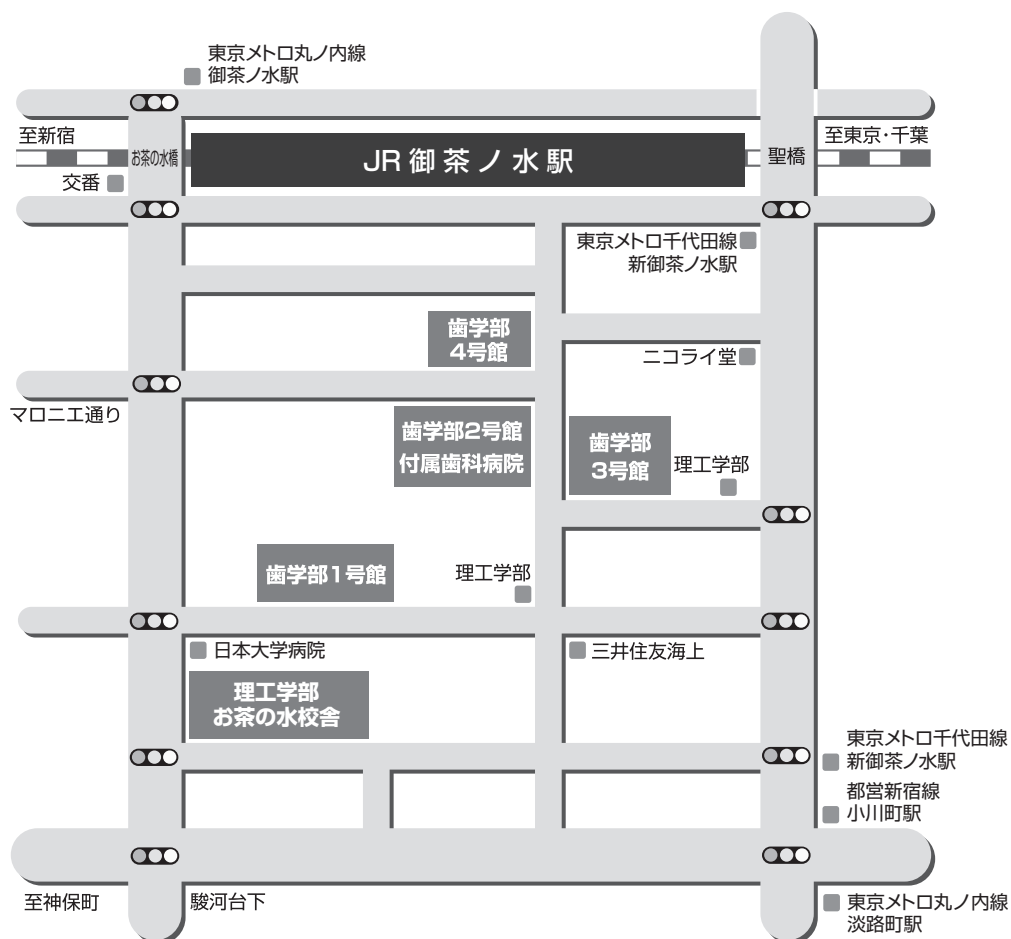 東京メトロ丸ノ内線
御茶ノ水駅
至新宿
お茶の水橋
JR御茶ノ水駅
聖橋
至東京・千葉
交番
東京メトロ千代田線
新御茶ノ水駅
歯学部
4号館
ニコライ堂
マロニエ通り
歯学部2号館
付属歯科病院
歯学部
3号館
理工学部
歯学部1号館
理工学部
日本大学病院
三井住友海上
理工学部
お茶の水校舎
東京メトロ千代田線
新御茶ノ水駅
都営新宿線
小川町駅
至神保町
駿河台下
東京メトロ丸ノ内線
淡路町駅